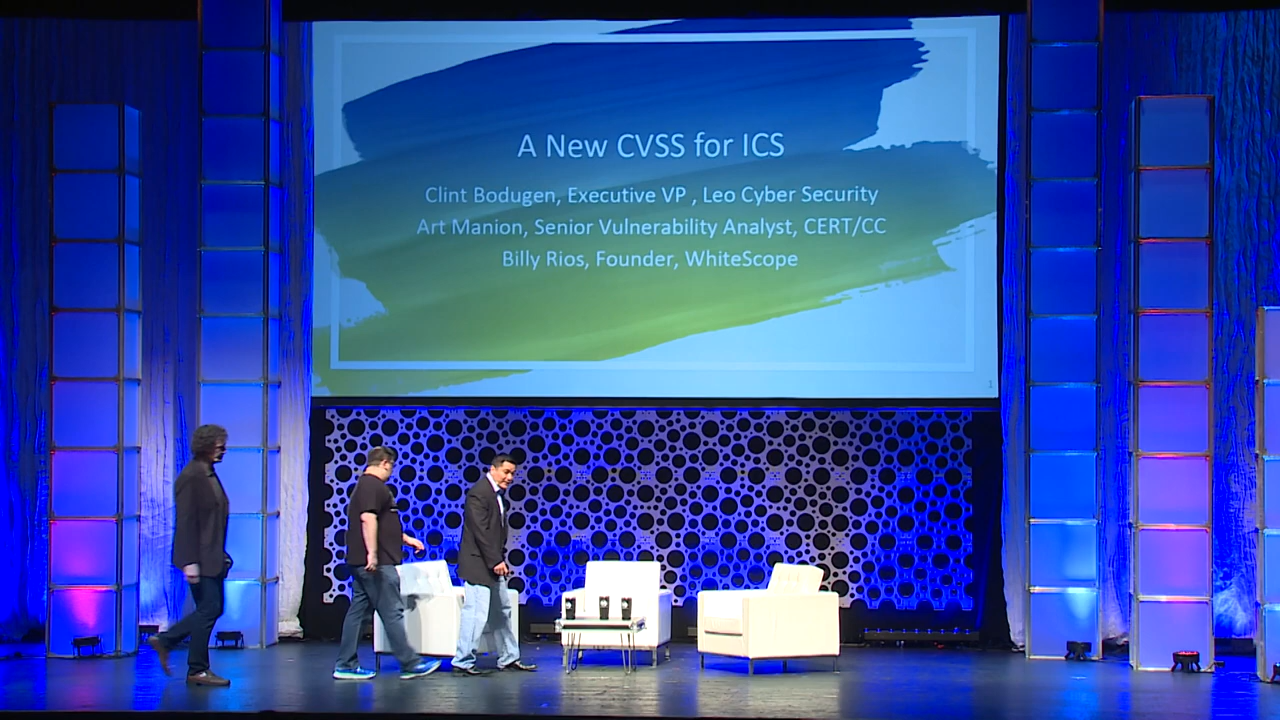 A New CVSS for ICS
Clint Bodugen, Executive VP , Leo Cyber Security
Art Manion, Senior Vulnerability Analyst, CERT/CC
Billy Rios, Founder, WhiteScope
1